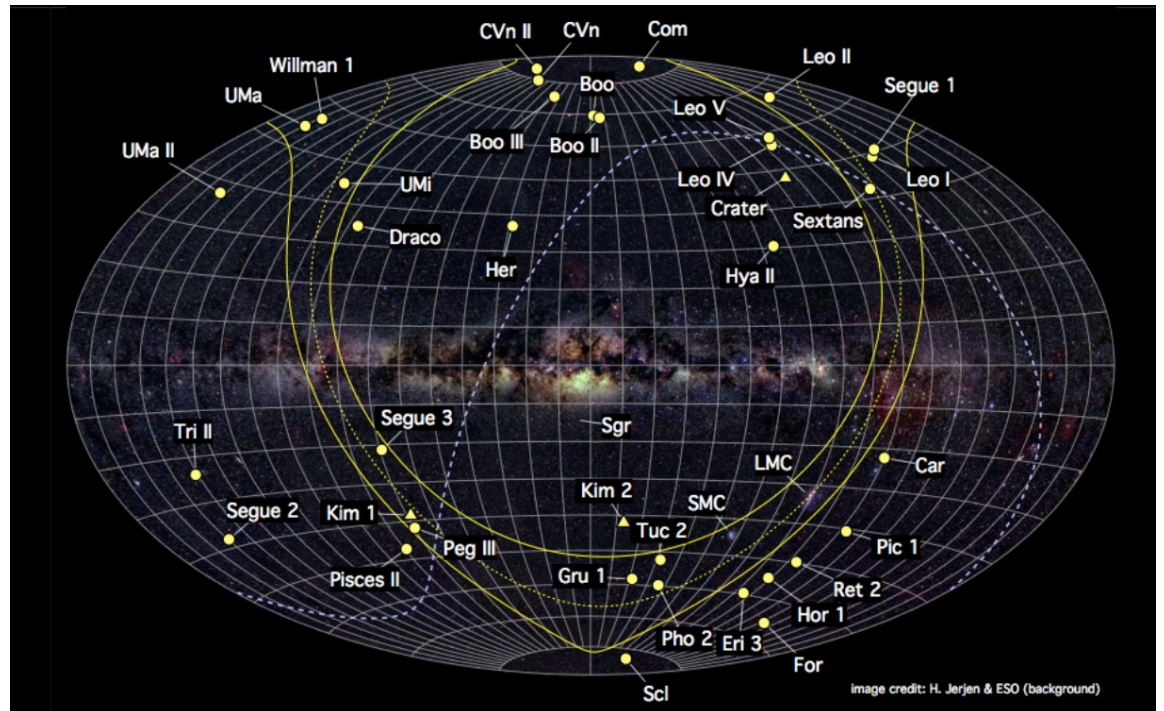 CVn II
CVn
Com
Willman 1
Leo II
UMa
Boo
Segue 1
Leo V
Boo III
Boo II
UMa II
UMi
Leo IV
Leo I
Crater
Sextans
Draco
Her
Hya II
Segue 3
Sgr
Tri II
LMC
Car
Kim 2
SMC
Segue 2
Kim 1
Tuc 2
Peg III
Pic 1
Pisces II
Gru 1
Ret 2
Hor 1
Pho 2
Eri 3
For
Scl
image credit: H. Jerjen & ESO (background)